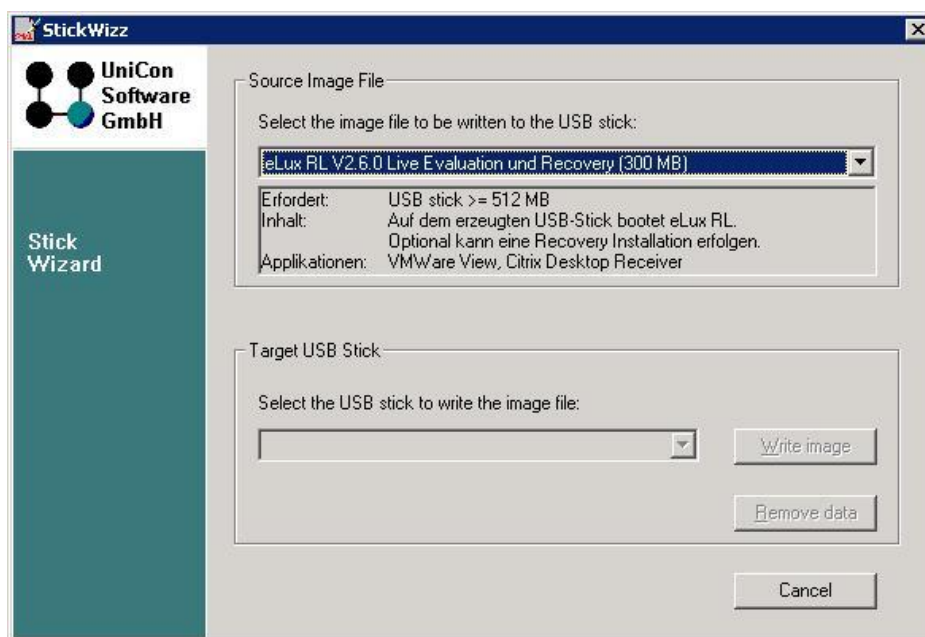 StickWizz
UniCon
Software
GmbH
Stick
Wizard
Source Image File
Select the image file to be written to the USB stick:
eLux RL V2.6.0 Live Evaluation und Recovery (300 MB)
Erfordert: USB stick >= 512 MB
Inhalt: Auf dem erzeugten USB-Stick bootet eLux RL.
Optional kann eine Recovery Installation erfolgen.
Applikationen: VMWare View, Citrix Desktop Receiver
Target USB Stick
Select the USB stick to write the image file:
Write image
Remove data
Cancel